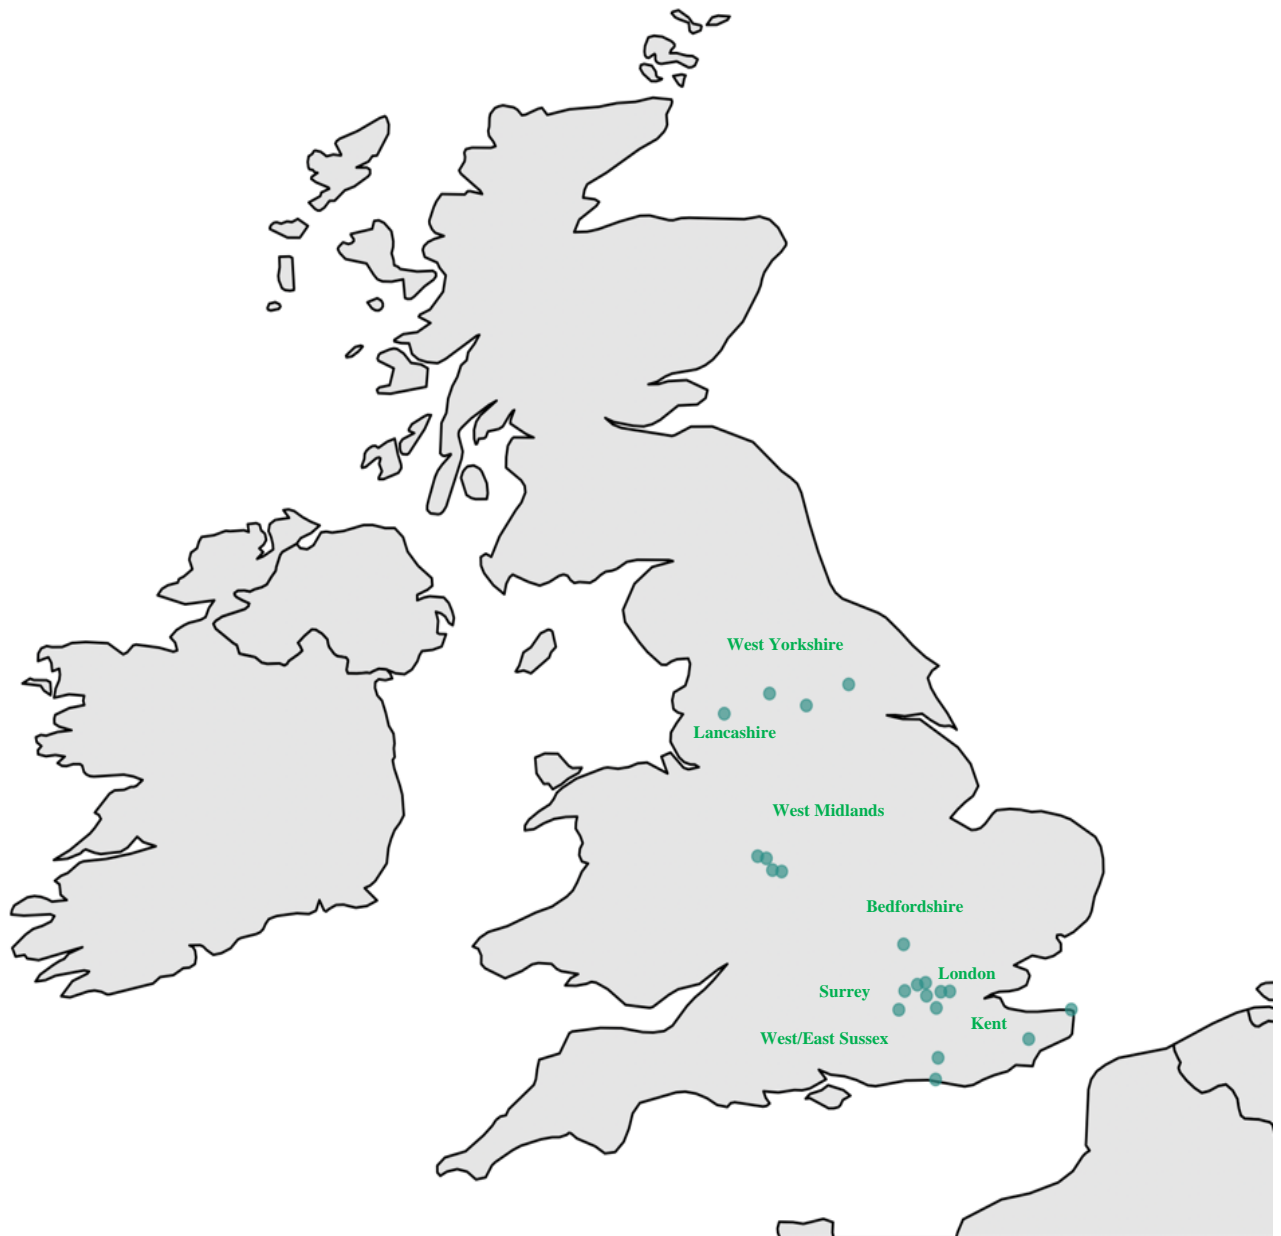 West Yorkshire
Lancashire
West Midlands
Bedfordshire
London
Surrey
Kent
West/East Sussex